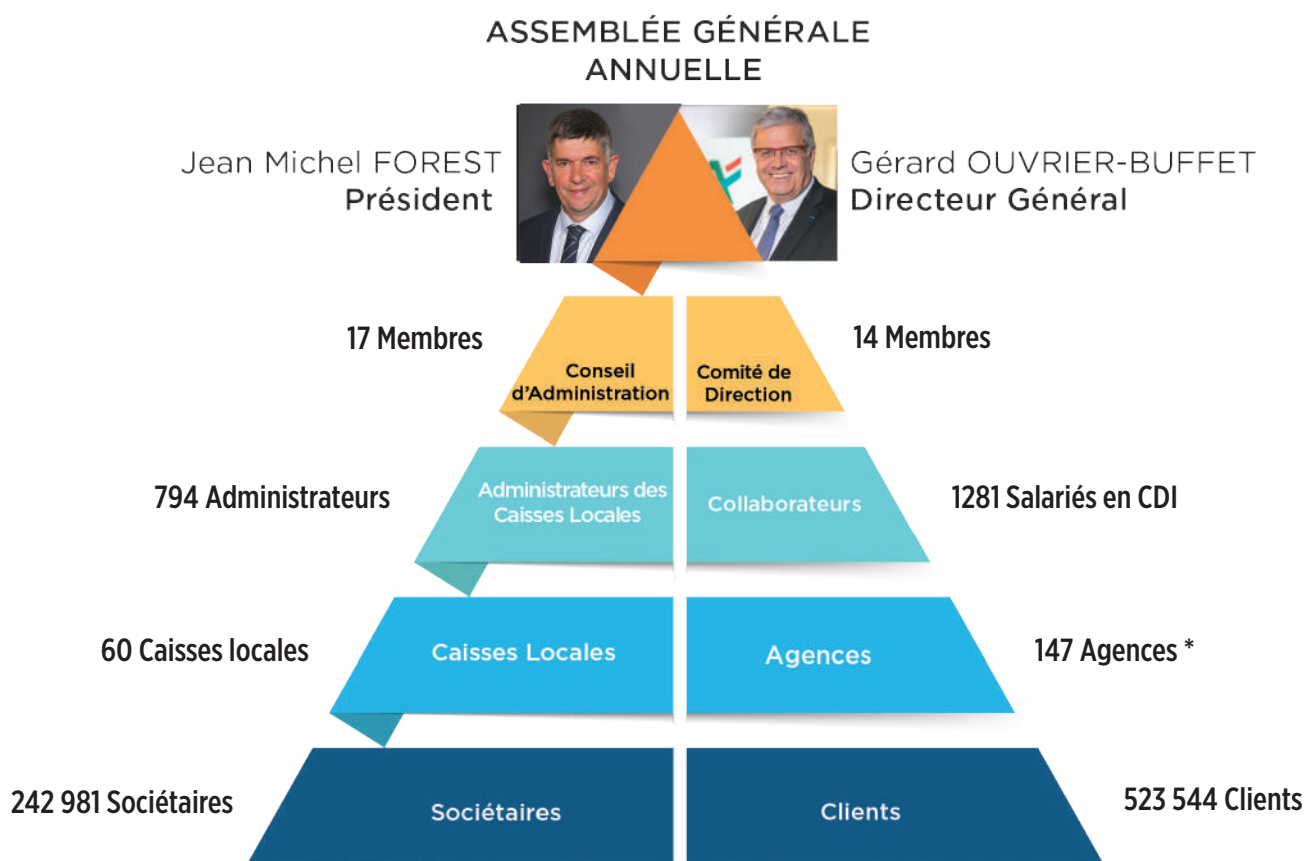 ASSEMBLÉE GÉNÉRALE
ANNUELLE
Jean Michel FOREST
Président
Gérard OUVRIER-BUFFET
Directeur Général
17 Membres
Conseil
d'Administration
Comité de
Direction
14 Membres
794 Administrateurs
Administrateurs des
Caisses Locales
Collaborateurs
1281 Salariés en CDI
60 Caisses locales
Caisses Locales
Agences
147 Agences *
242 981 Sociétaires
Sociétaires
Clients
523 544 Clients